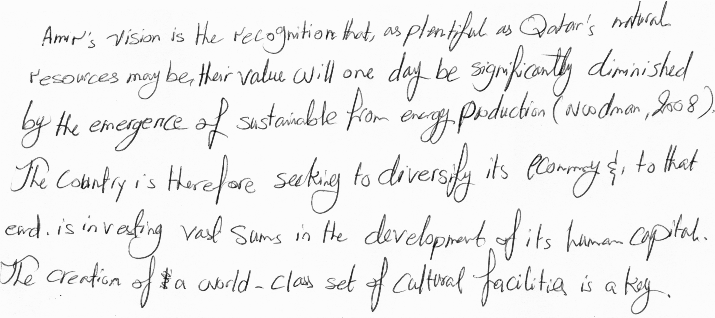 Amir's vision is the recognition that, as plentiful as Qatar's natural
resources may be, their value will one day be significantly diminished
by the emergence of sustainable from energy production (Woodman, 2008).
The Country is therefore seeking to diversify its economy &, to that
end. is investing vast sums in the development of its human capital.
The creation of a world-class set of cultural facilities is a key.